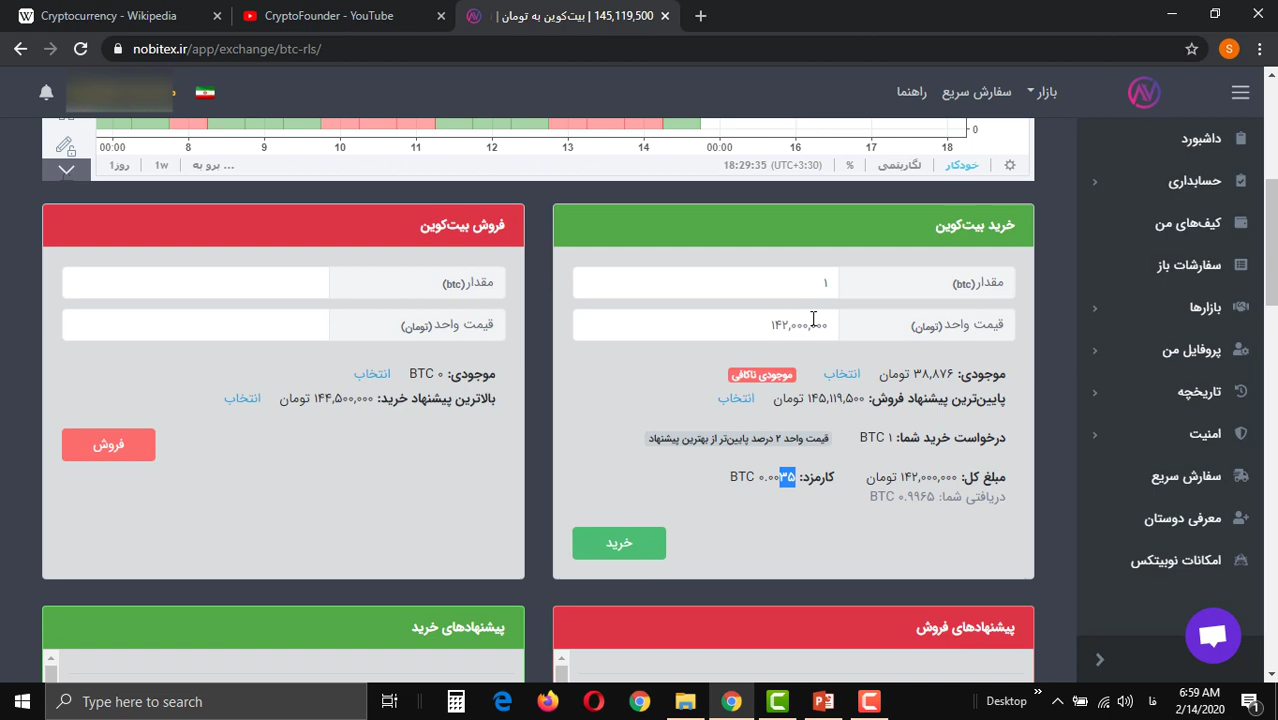 Cryptocurrency - Wikipedia
CryptoFounder - YouTube
145,119,500 | بیت‌کوین به تومان |
nobitex.ir/app/exchange/btc-rls/
S
بازار
سفارش سریع
راهنما
داشبورد
حسابداری
کیف‌های من
سفارشات باز
بازارها
پروفایل من
تاریخچه
امنیت
سفارش سریع
معرفی دوستان
امکانات نوبیتکس
0
00:00 8 9 10 11 12 13 14 00:00 16 17 18
روز1 1w برو به ... 18:29:35 (UTC+3:30) % لگاریتمی خودکار
خرید بیت‌کوین
مقدار(btc)
۱
قیمت واحد (تومان)
۱۴۲,۰۰۰,۰۰۰
موجودی: ۳۸,۸۷۶ تومان انتخاب موجودی ناکافی
پایین‌ترین پیشنهاد فروش: ۱۴۵,۱۱۹,۵۰۰ تومان انتخاب
درخواست خرید شما: ۱ BTC قیمت واحد ۲ درصد پایین‌تر از بهترین پیشنهاد
مبلغ کل: ۱۴۲,۰۰۰,۰۰۰ تومان کارمزد: ۰.۰۰۳۵ BTC
دریافتی شما: ۰.۹۹۶۵ BTC
خرید
فروش بیت‌کوین
مقدار(btc)
قیمت واحد (تومان)
موجودی: ۰ BTC انتخاب
بالاترین پیشنهاد خرید: ۱۴۴,۵۰۰,۰۰۰ تومان انتخاب
فروش
پیشنهادهای فروش
پیشنهادهای خرید
Type here to search
Desktop
فا
6:59 AM
2/14/2020
1